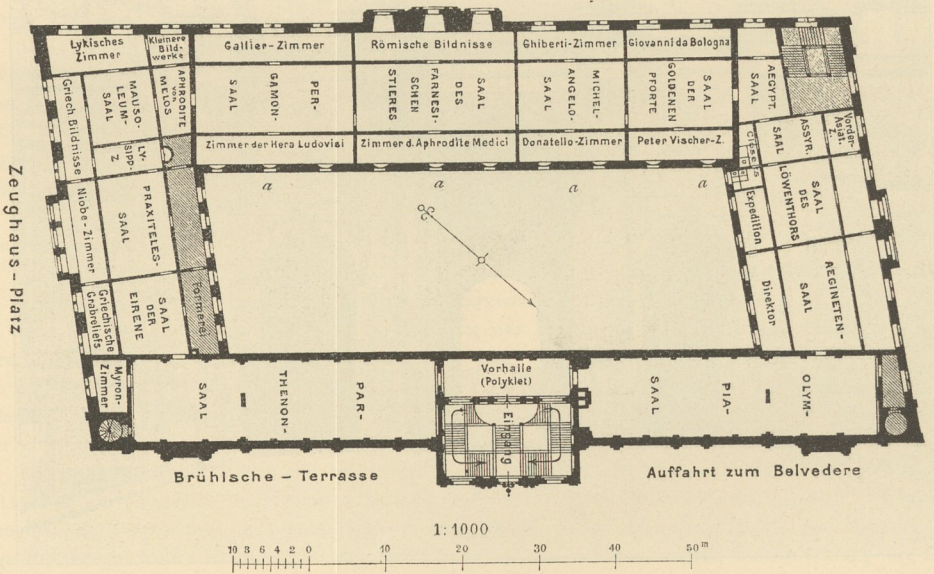 Lykisches
Zimmer
Kleinere
Bild-
werke
Gallier-Zimmer
Römische Bildnisse
Ghiberti-Zimmer
Giovanni da Bologna
Griech Bildnisse
MAUSO-
LEUM-
SAAL
APHRODITE
VON
MELOS
PER-
GAMON-
SAAL
SAAL
DES
FARNESI-
SCHEN
STIERES
MICHEL-
ANGELO-
SAAL
SAAL
DER
GOLDENEN
PFORTE
AEGYPT.
SAAL
Vorder-
Asiat.
Z.
ASSYR.
SAAL
Closets
LY-
SIPP-
Z
Zimmer der Hera Ludovisi
Zimmer d. Aphrodite Medici
Donatello-Zimmer
Peter Vischer-Z.
a
a
a
a
Zeughaus-Platz
Niobe-Zimmer
PRAXITELES-
SAAL
SAAL
DES
LÖWENTHORS
Expedition
Griechische
Grabreliefs
SAAL
DER
EIRENE
Formerei
Direktor
AEGINETEN-
SAAL
Myron-
Zimmer
PAR-
THENON-
SAAL
Vorhalle
(Polyklet)
Eingang
OLYM-
PIA-
SAAL
Brühlsche - Terrasse
Auffahrt zum Belvedere
1:1000
10 8 6 4 2 0 10 20 30 40 50 m